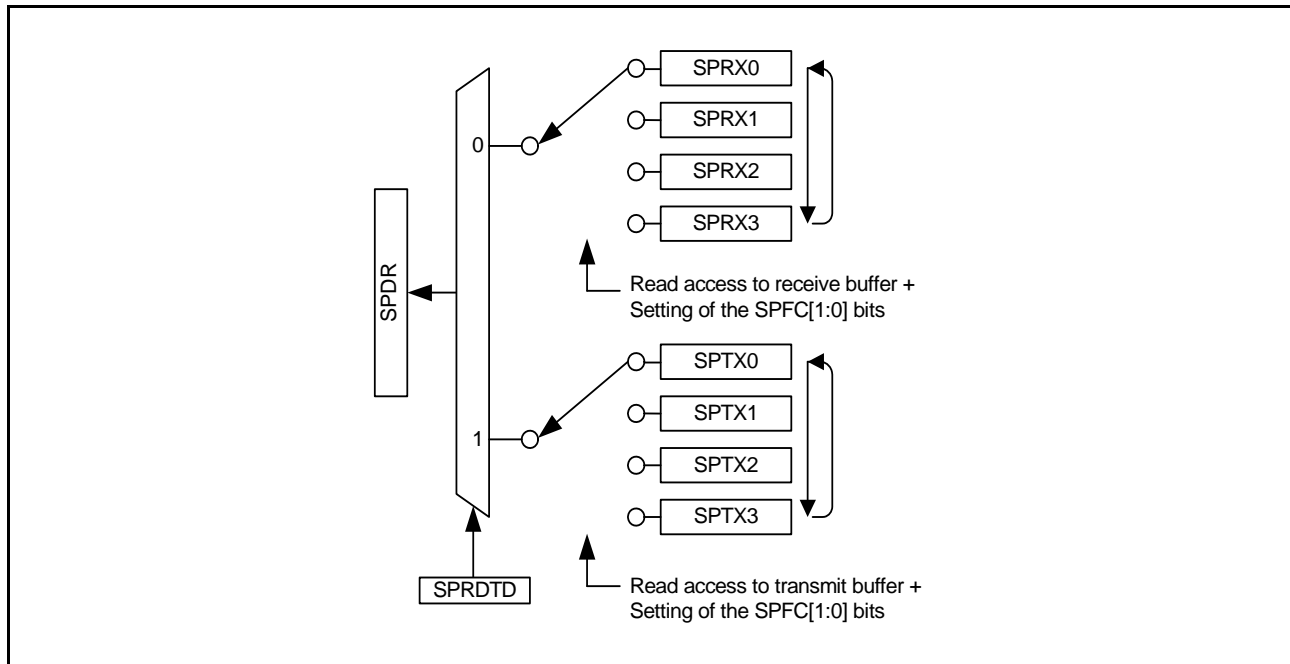 SPRX0
SPRX1
0
SPRX2
SPRX3
SPDR
Read access to receive buffer +
Setting of the SPFC[1:0] bits
SPTX0
SPTX1
1
SPTX2
SPTX3
SPRDTD
Read access to transmit buffer +
Setting of the SPFC[1:0] bits